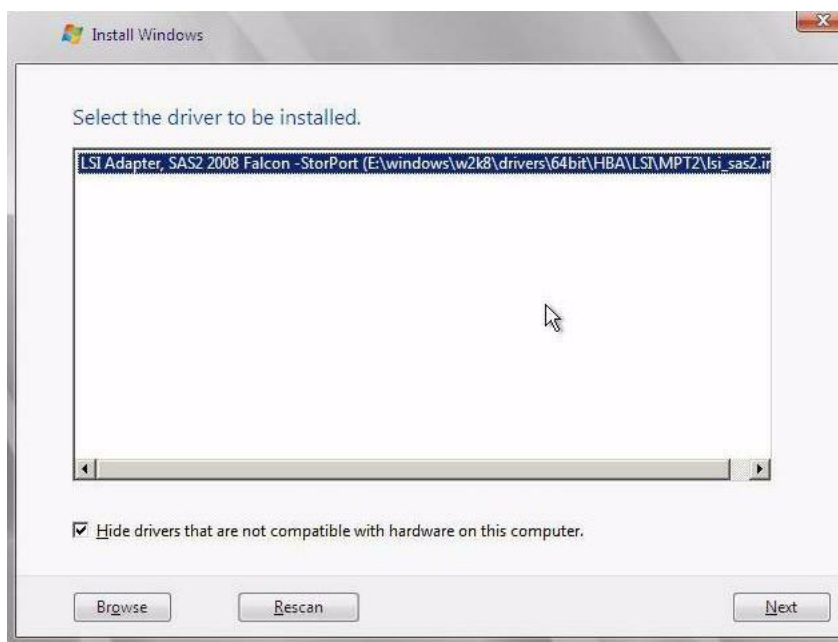 Install Windows
Select the driver to be installed.
LSI Adapter, SAS2 2008 Falcon -StorPort (E:\windows\w2k8\drivers\64bit\HBA\LSI\MPT2\lsi_sas2.in
Hide drivers that are not compatible with hardware on this computer.
Browse Rescan Next